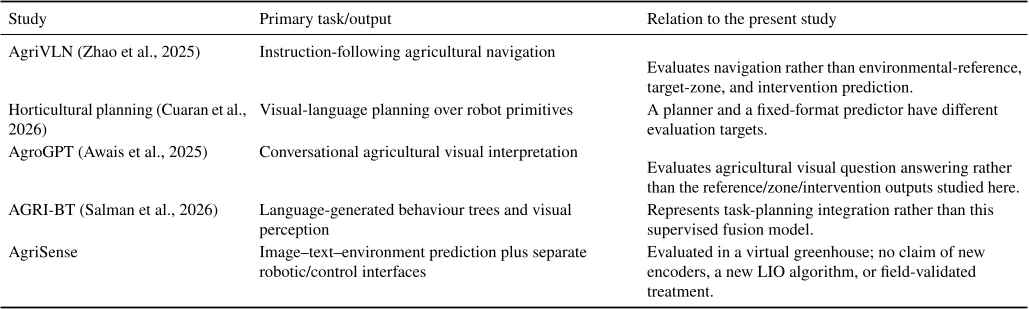 Study Primary task/output Relation to the present study
AgriVLN (Zhao et al., 2025) Instruction-following agricultural navigation
Evaluates navigation rather than environmental-reference,
target-zone, and intervention prediction.
Horticultural planning (Cuaran et al., 2026) Visual-language planning over robot primitives A planner and a fixed-format predictor have different
evaluation targets.
AgroGPT (Awais et al., 2025) Conversational agricultural visual interpretation
Evaluates agricultural visual question answering rather
than the reference/zone/intervention outputs studied here.
AGRI-BT (Salman et al., 2026) Language-generated behaviour trees and visual
perception
Represents task-planning integration rather than this
supervised fusion model.
AgriSense Image–text–environment prediction plus separate
robotic/control interfaces
Evaluated in a virtual greenhouse; no claim of new
encoders, a new LIO algorithm, or field-validated
treatment.